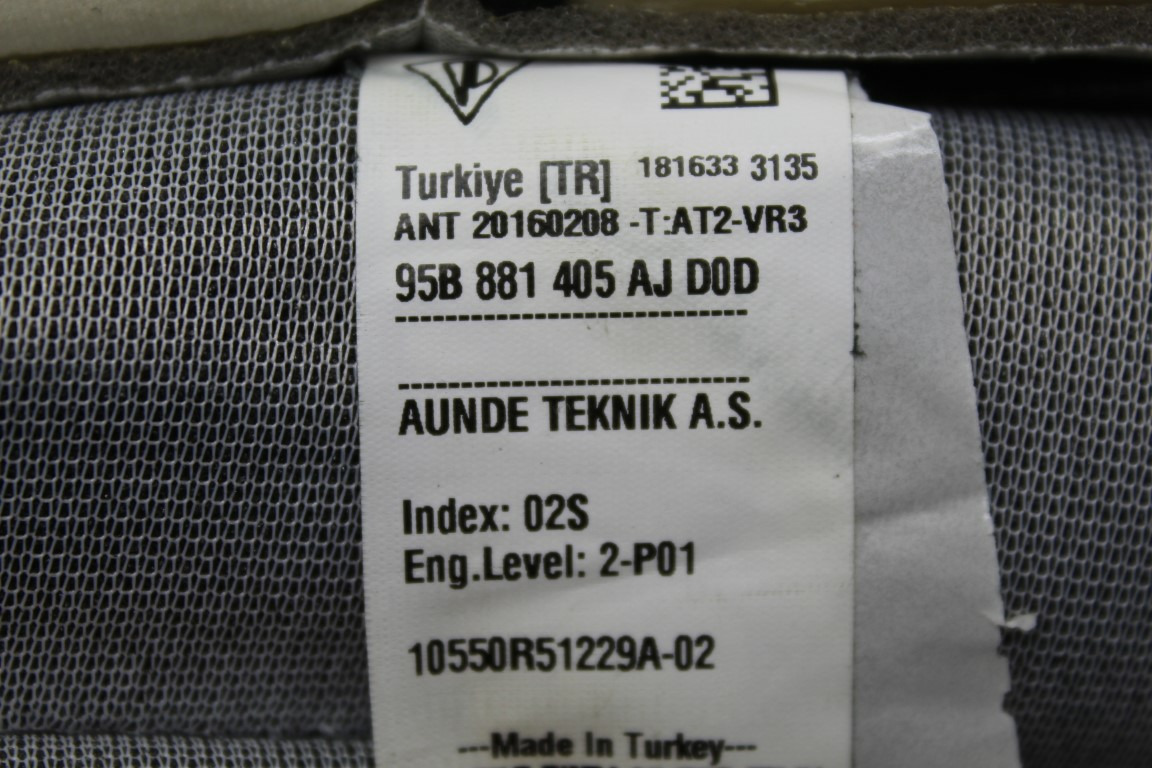 Turkiye [TR] 181633 3135
ANT 20160208 -T:AT2-VR3
95B 881 405 AJ D0D
---------------------------
---------------------------
AUNDE TEKNIK A.S.
Index: 02S
Eng.Level: 2-P01
10550R51229A-02
---Made In Turkey---